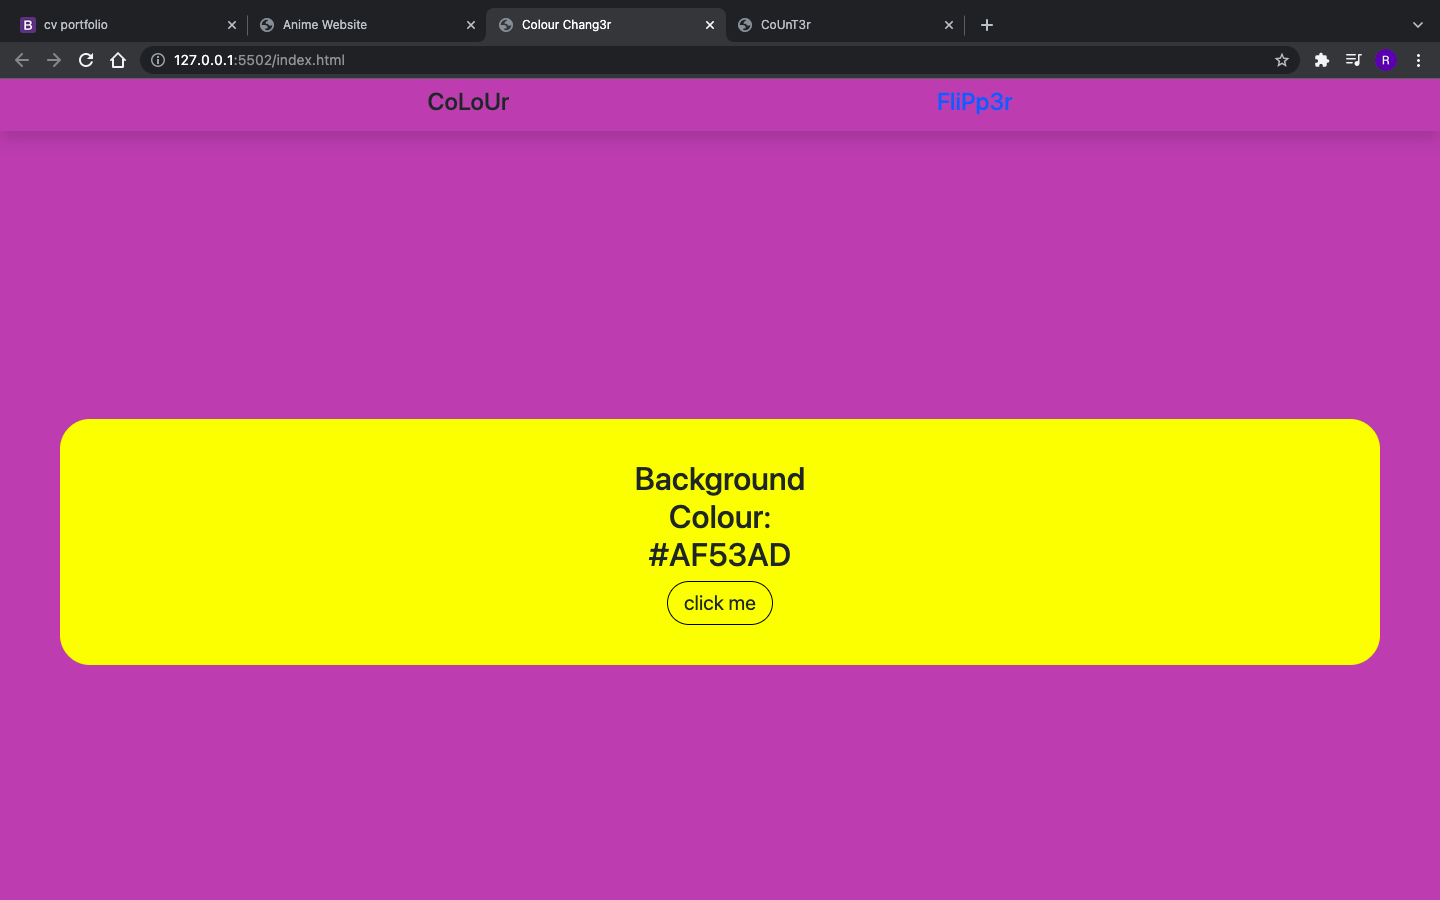 cv portfolio
Anime Website
Colour Chang3r
CoUnT3r
127.0.0.1:5502/index.html
R
CoLoUr
FliPp3r
Background
Colour:
#AF53AD
click me